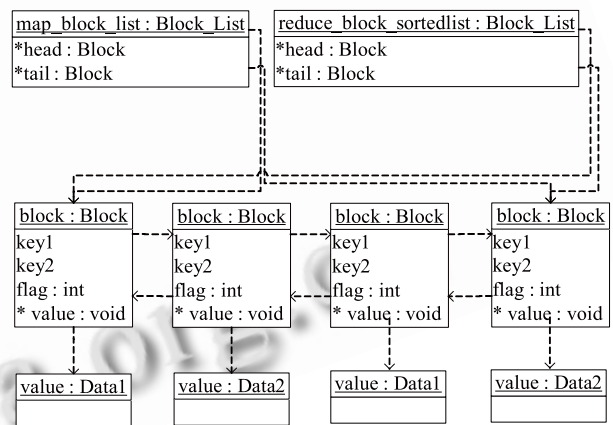 map_block_list : Block_List
*head : Block
*tail : Block
reduce_block_sortedlist : Block_List
*head : Block
*tail : Block
block : Block
key1
key2
flag : int
* value : void
block : Block
key1
key2
flag : int
* value : void
block : Block
key1
key2
flag : int
* value : void
block : Block
key1
key2
flag : int
* value : void
value : Data1
value : Data2
value : Data1
value : Data2